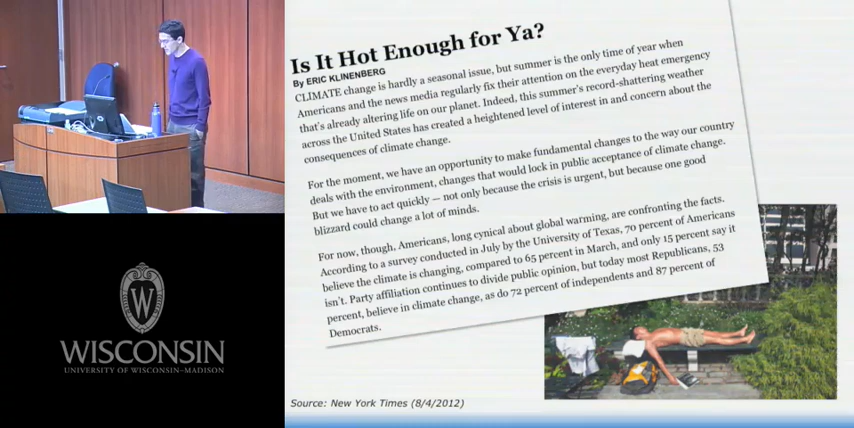 Is It Hot Enough for Ya?
By ERIC KLINENBERG
CLIMATE change is hardly a seasonal issue, but summer is the only time of year when
Americans and the news media regularly fix their attention on the everyday heat emergency
that's already altering life on our planet. Indeed, this summer's record-shattering weather
across the United States has created a heightened level of interest in and concern about the
consequences of climate change.
For the moment, we have an opportunity to make fundamental changes to the way our country
deals with the environment, changes that would lock in public acceptance of climate change.
But we have to act quickly — not only because the crisis is urgent, but because one good
blizzard could change a lot of minds.
For now, though, Americans, long cynical about global warming, are confronting the facts.
According to a survey conducted in July by the University of Texas, 70 percent of Americans
believe the climate is changing, compared to 65 percent in March, and only 15 percent say it
isn't. Party affiliation continues to divide public opinion, but today most Republicans, 53
percent, believe in climate change, as do 72 percent of independents and 87 percent of
Democrats.
Source: New York Times (8/4/2012)
W
WISCONSIN
UNIVERSITY OF WISCONSIN–MADISON